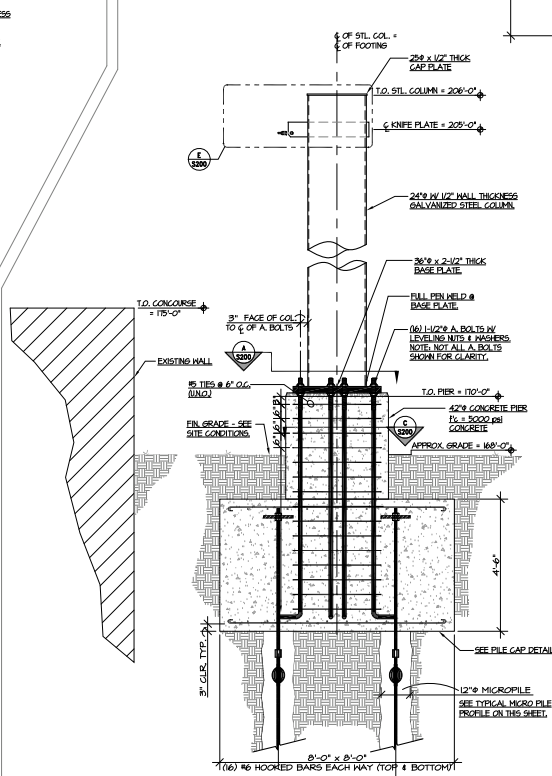 ESS
℄ OF STL. COL. =
℄ OF FOOTING
25Φ x 1/2" THICK
CAP PLATE
T.O. STL. COLUMN = 206'-0"
℄ KNIFE PLATE = 205'-0"
E
S200
24"Φ W/ 1/2" WALL THICKNESS
GALVANIZED STEEL COLUMN.
36"Φ x 2-1/2" THICK
BASE PLATE.
T.O. CONCOURSE
= 175'-0"
FULL PEN WELD @
BASE PLATE.
3" FACE OF COL.
TO ℄ OF A. BOLTS
(16) 1-1/2"Φ A. BOLTS W/
LEVELING NUTS & WASHERS.
NOTE: NOT ALL A. BOLTS
SHOWN FOR CLARITY.
A
S200
EXISTING WALL
#5 TIES @ 6" O.C.
(U.N.O.)
T.O. PIER = 170'-0"
42"Φ CONCRETE PIER
f'c = 5000 psi
CONCRETE
C
S200
FIN. GRADE - SEE
SITE CONDITIONS.
6" 6" 6"
APPROX. GRADE = 168'-0"
4'-6"
3" CLR. TYP.
SEE PILE CAP DETAIL
12"Φ MICROPILE
SEE TYPICAL MICRO PILE
PROFILE ON THIS SHEET.
8'-0" x 8'-0"
(16) #6 HOOKED BARS EACH WAY (TOP & BOTTOM)